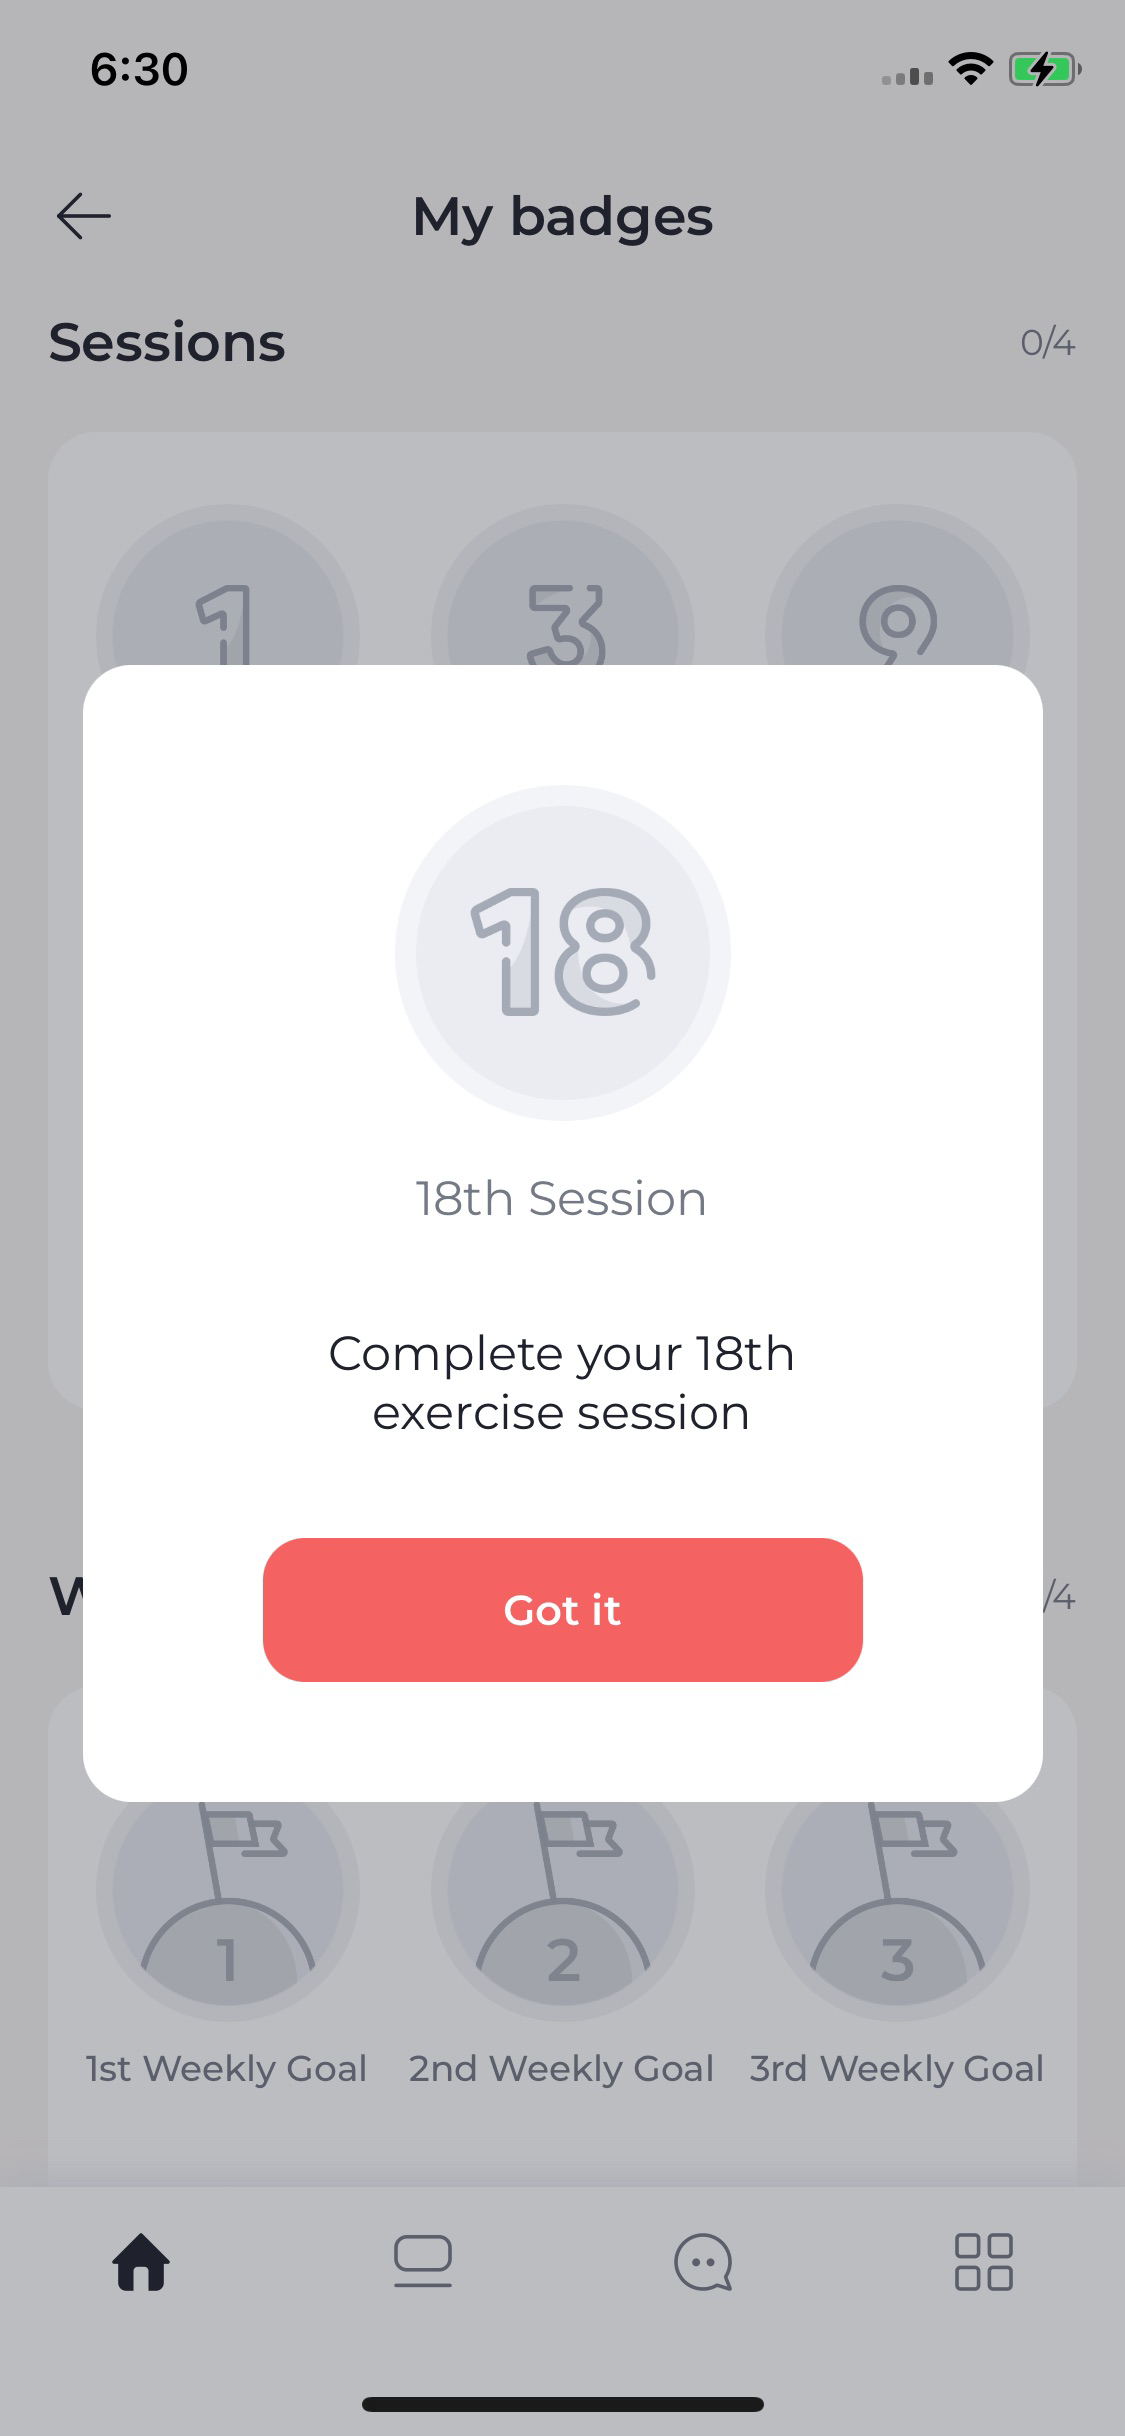 6:30
My badges
Sessions
0/4
1
3
9
18
18th Session
Complete your 18th
exercise session
Got it
/4
1
2
3
1st Weekly Goal
2nd Weekly Goal
3rd Weekly Goal